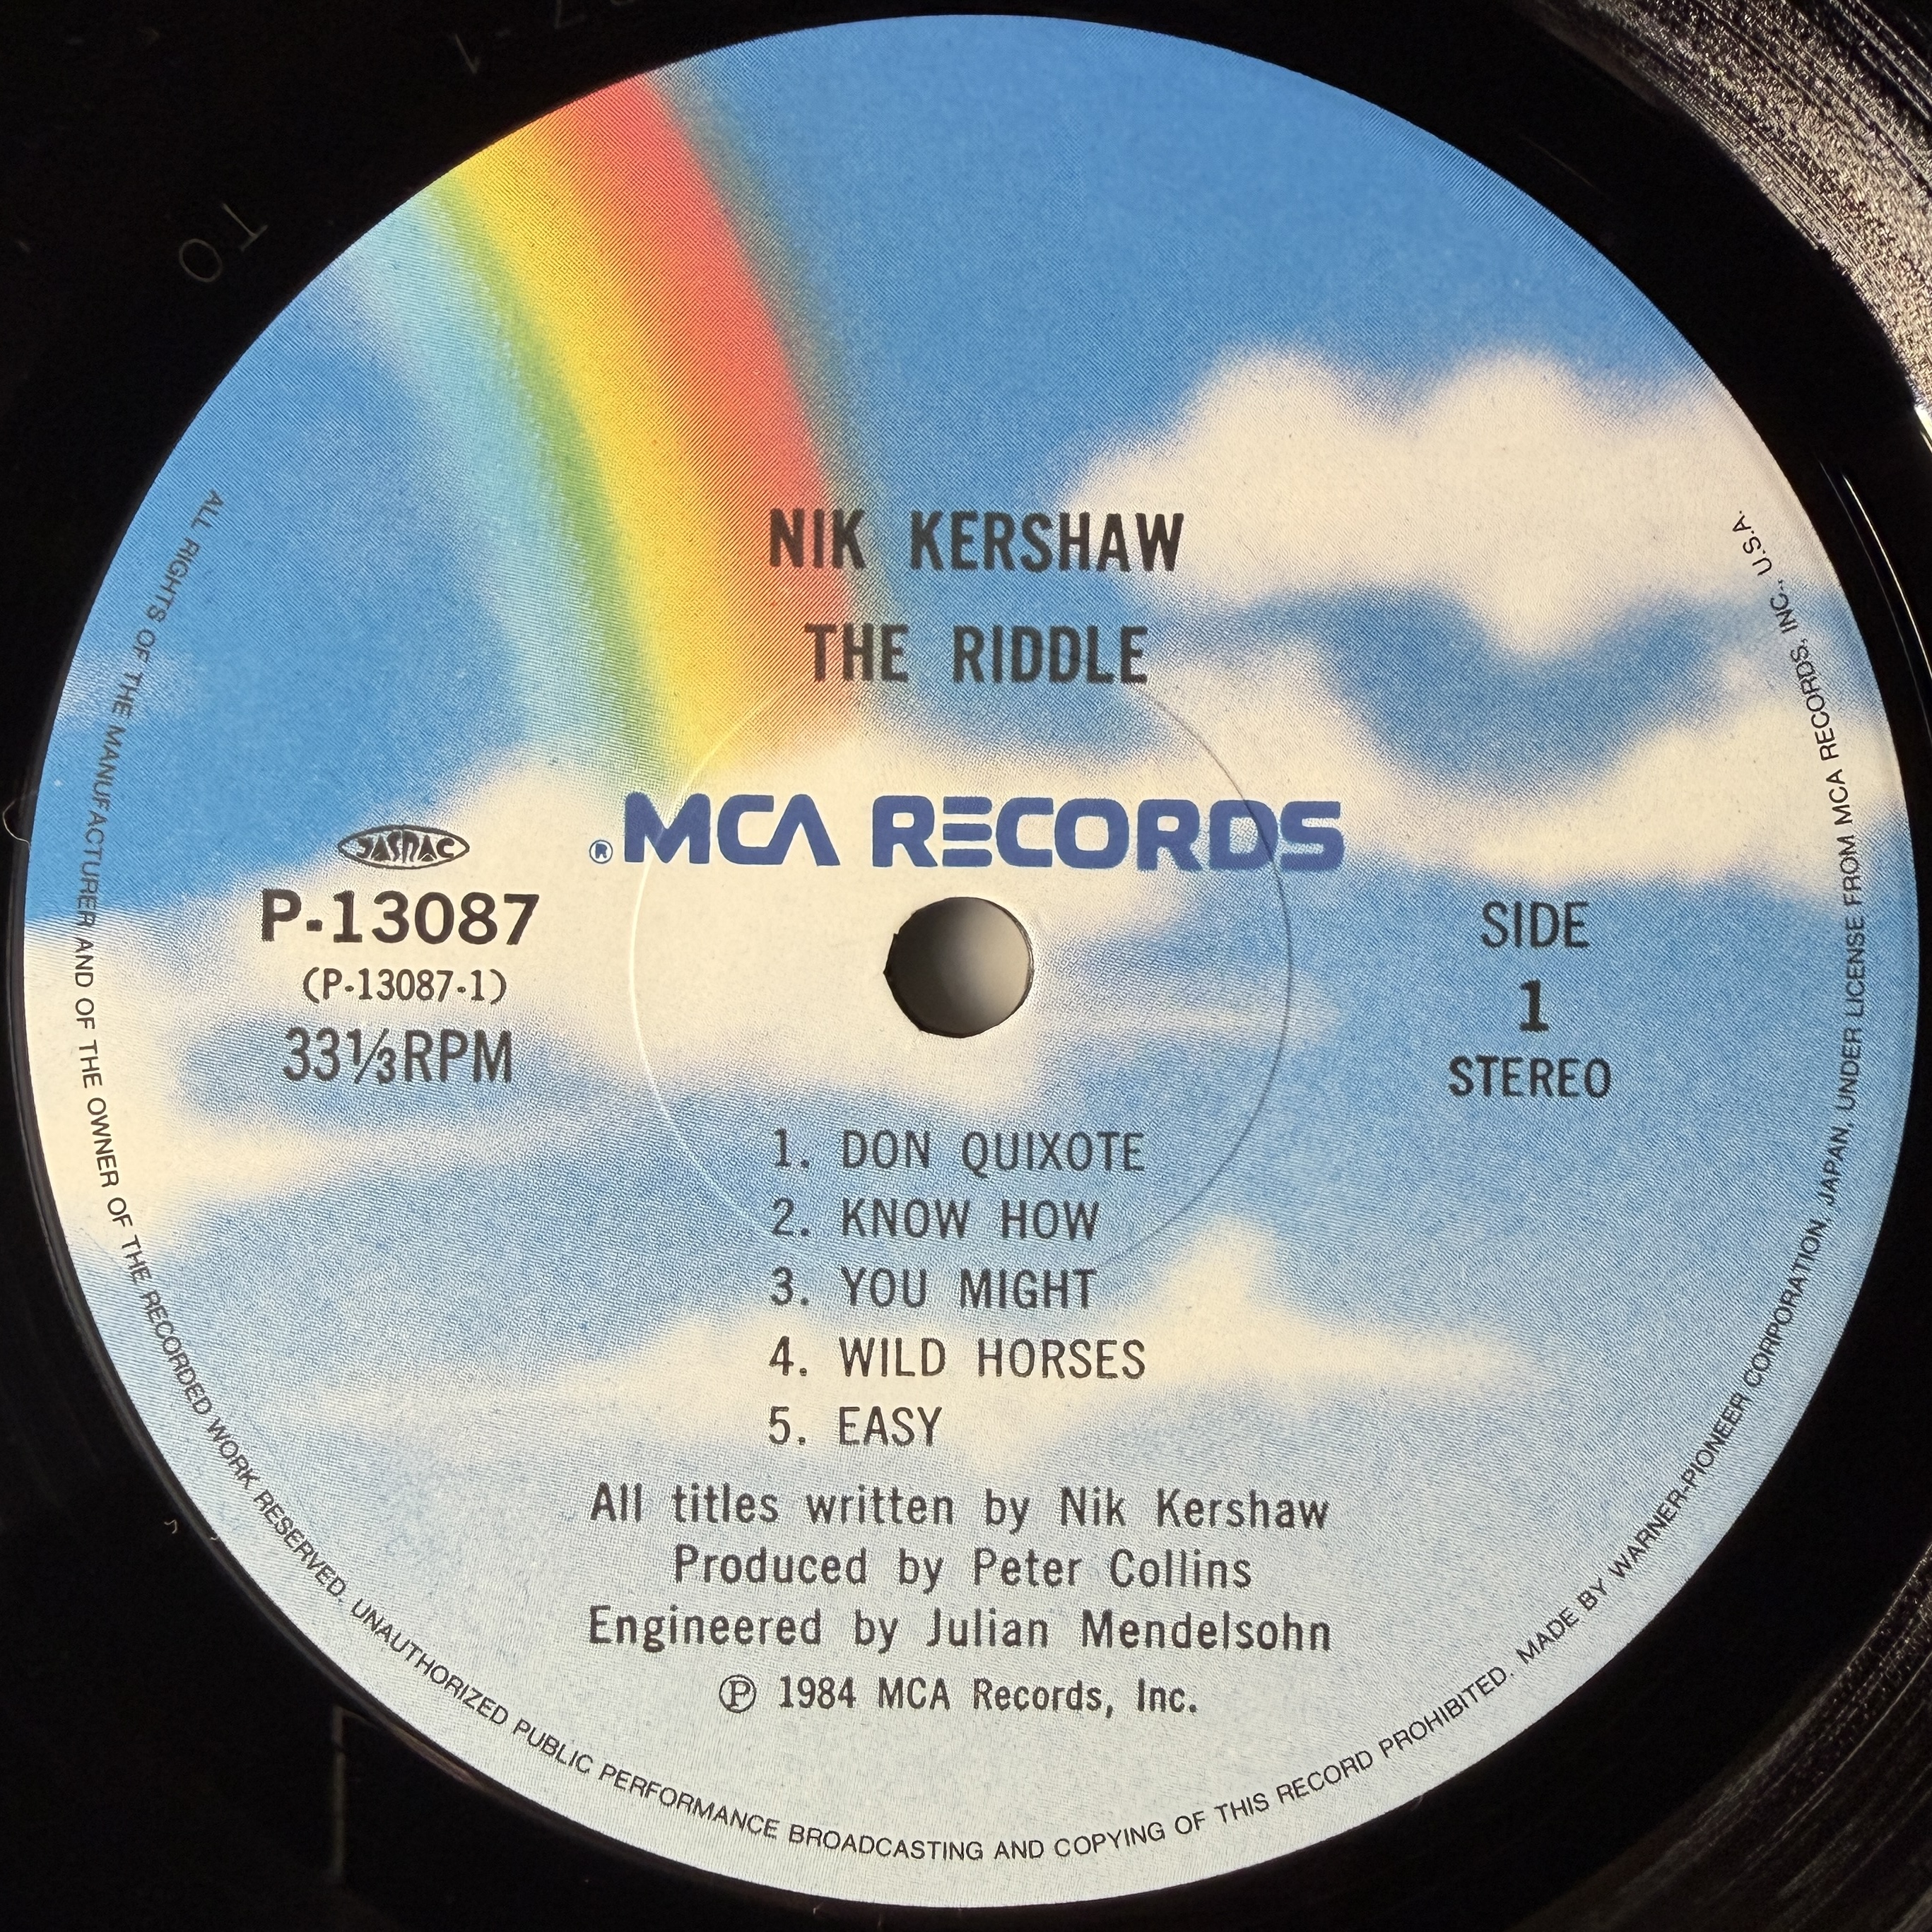 NIK KERSHAW
THE RIDDLE
® MCA RECORDS
JASRAC
P-13087
(P-13087-1)
33⅓RPM
SIDE
1
STEREO
1. DON QUIXOTE
2. KNOW HOW
3. YOU MIGHT
4. WILD HORSES
5. EASY
All titles written by Nik Kershaw
Produced by Peter Collins
Engineered by Julian Mendelsohn
Ⓟ 1984 MCA Records, Inc.
ALL RIGHTS OF THE MANUFACTURER AND OF THE OWNER OF THE RECORDED WORK RESERVED. UNAUTHORIZED PUBLIC PERFORMANCE BROADCASTING AND COPYING OF THIS RECORD PROHIBITED. MADE BY WARNER-PIONEER CORPORATION, JAPAN, UNDER LICENSE FROM MCA RECORDS, INC., U.S.A.